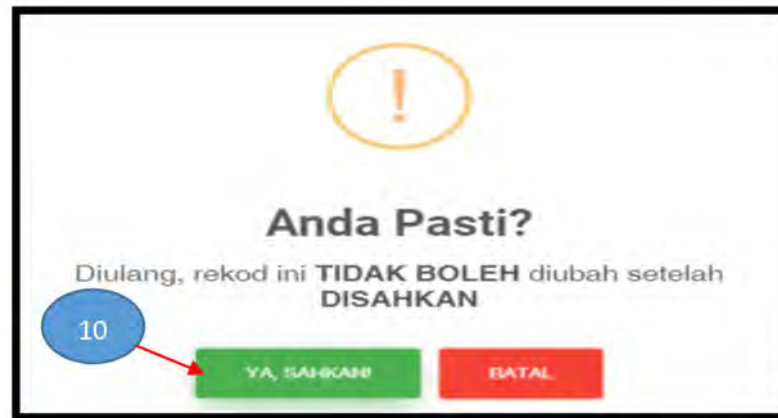 !
Anda Pasti?
Diulang, rekod ini TIDAK BOLEH diubah setelah
DISAHKAN
10
YA, SAHKAN!
BATAL